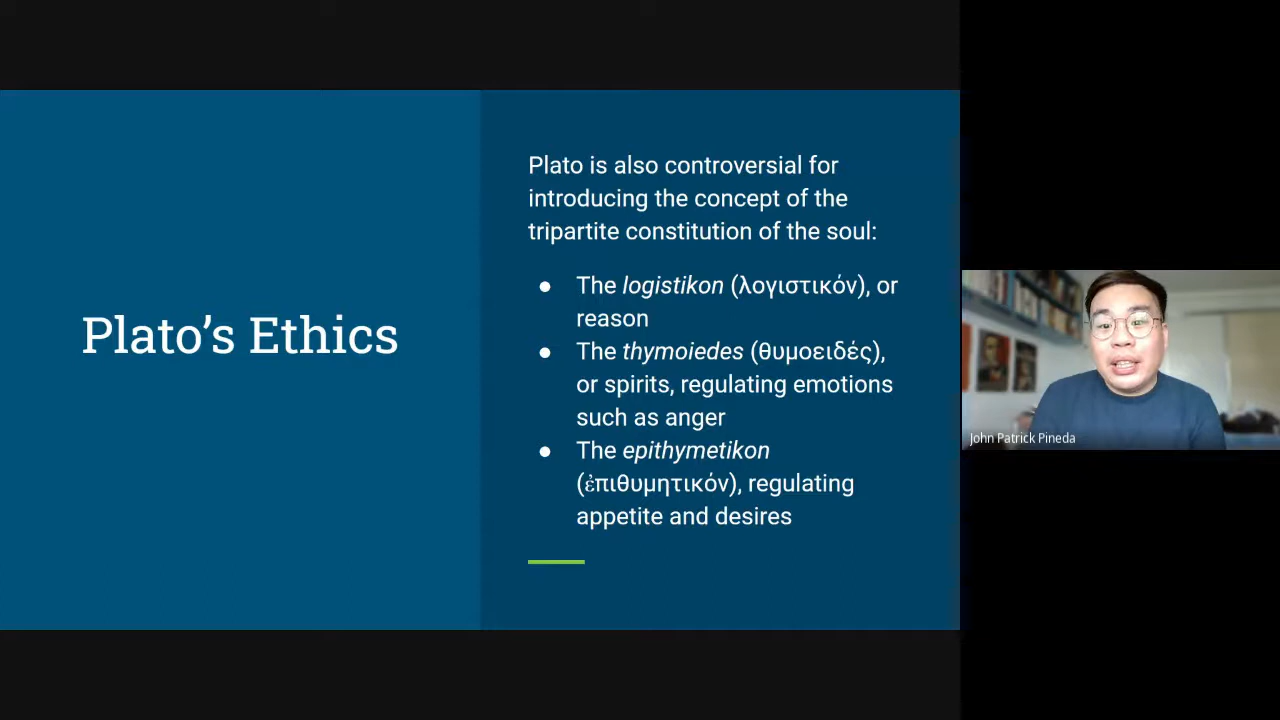 Plato’s Ethics
Plato is also controversial for
introducing the concept of the
tripartite constitution of the soul:
● The logistikon (λογιστικόν), or
reason
● The thymoiedes (θυμοειδές),
or spirits, regulating emotions
such as anger
● The epithymetikon
(ἐπιθυμητικόν), regulating
appetite and desires
John Patrick Pineda